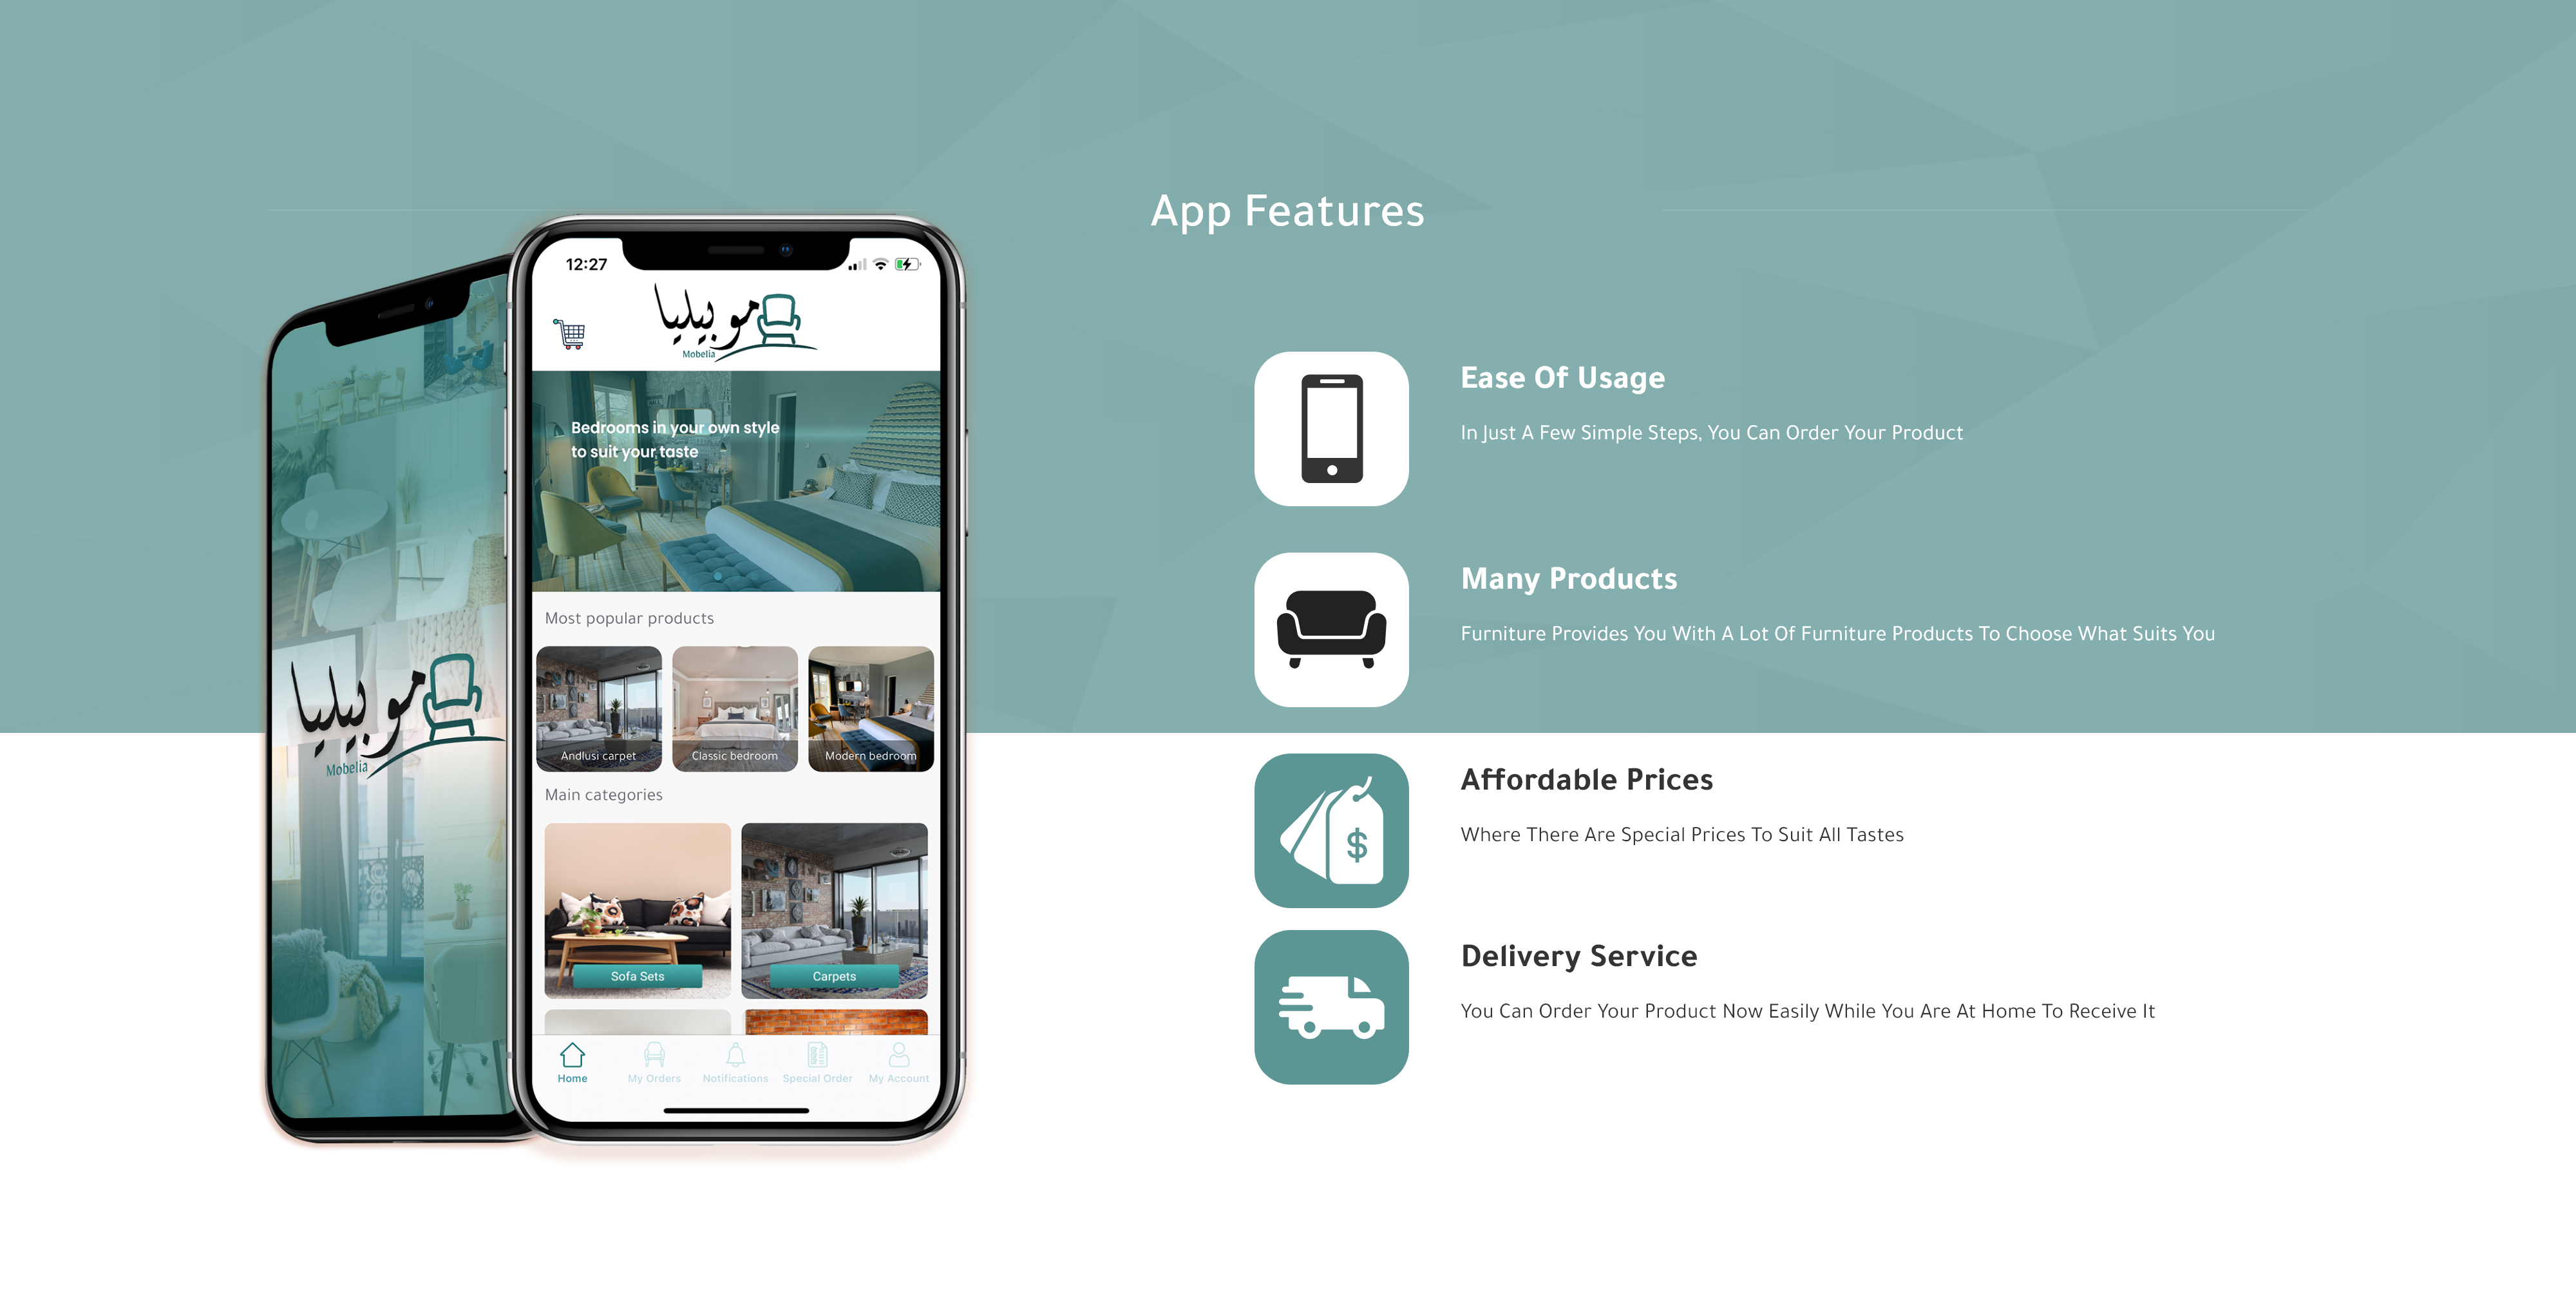 App Features
12:27
موبيليا
Mobelia
Bedrooms in your own style
to suit your taste
Most popular products
Andlusi carpet
Classic bedroom
Modern bedroom
Main categories
Sofa Sets
Carpets
Home
My Orders
Notifications
Special Order
My Account
موبيليا
Mobelia
Ease Of Usage
In Just A Few Simple Steps, You Can Order Your Product
Many Products
Furniture Provides You With A Lot Of Furniture Products To Choose What Suits You
$
Affordable Prices
Where There Are Special Prices To Suit All Tastes
Delivery Service
You Can Order Your Product Now Easily While You Are At Home To Receive It